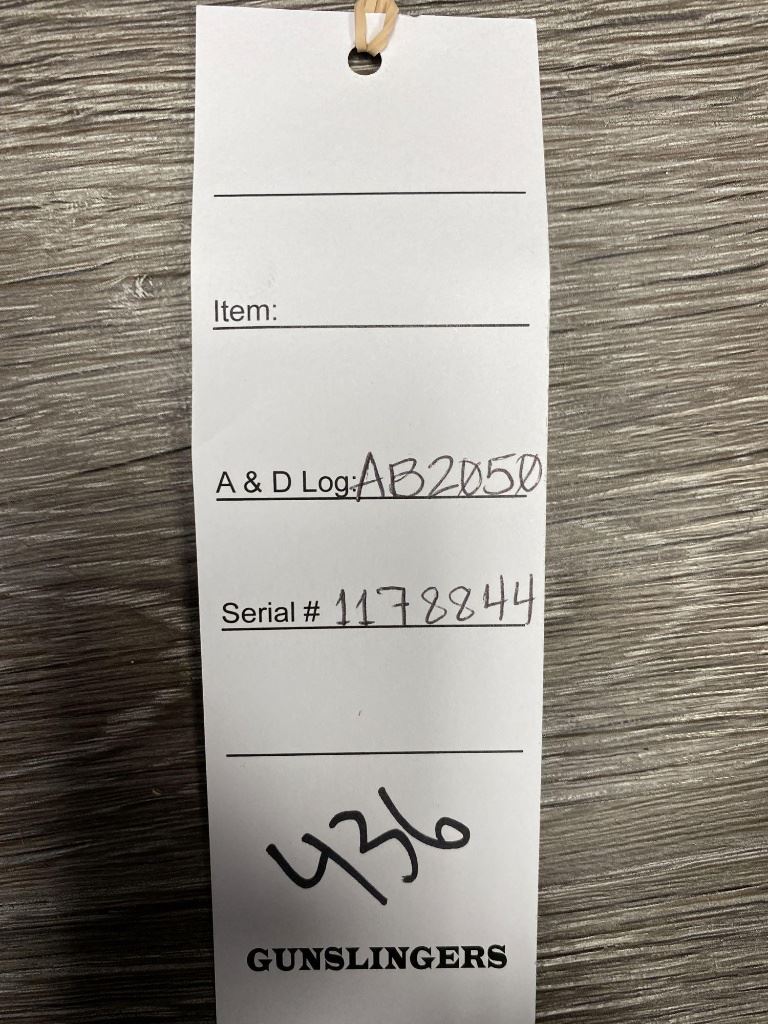 Item:
A & D Log: AB2050
Serial # 1178844
436
GUNSLINGERS